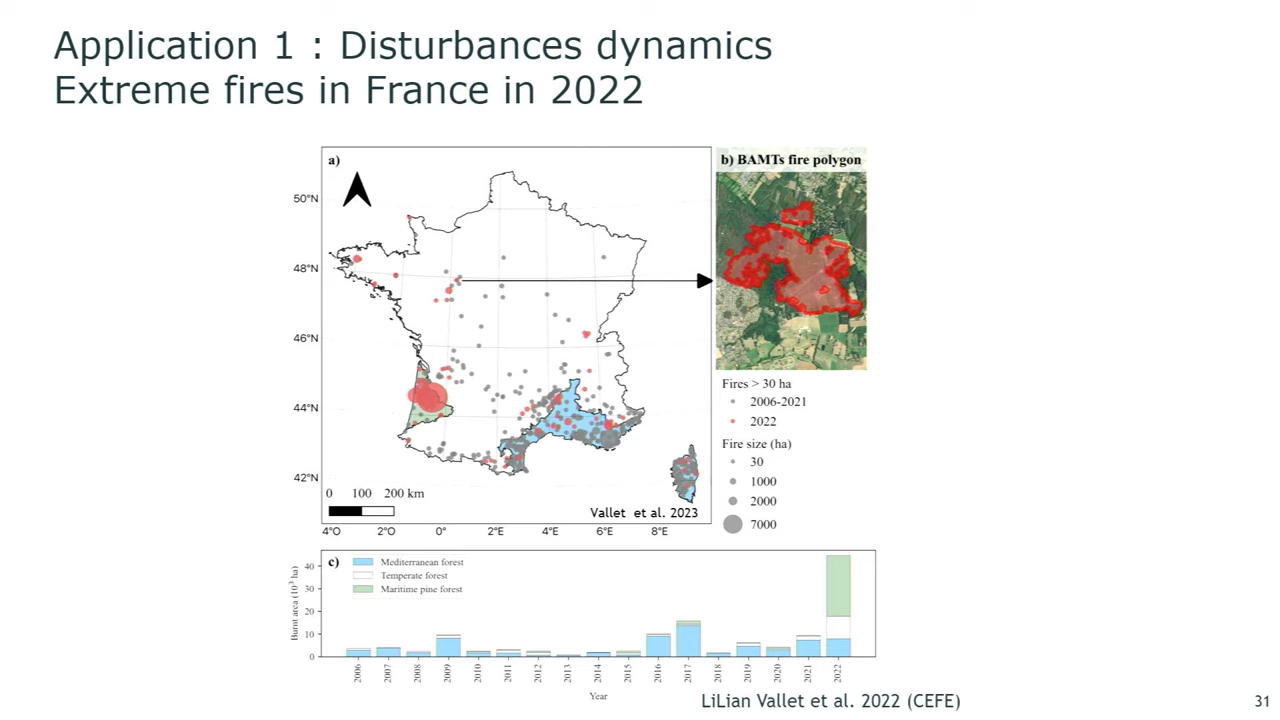 Application 1 : Disturbances dynamics
Extreme fires in France in 2022
a)
50°N
48°N
46°N
44°N
42°N
0 100 200 km
Vallet et al. 2023
4°O 2°O 0° 2°E 4°E 6°E 8°E
b) BAMTs fire polygon
Fires > 30 ha
2006-2021
2022
Fire size (ha)
30
1000
2000
7000
c)
Mediterranean forest
Temperate forest
Maritime pine forest
Burnt area (10³ ha)
40
30
20
10
0
2006 2007 2008 2009 2010 2011 2012 2013 2014 2015 2016 2017 2018 2019 2020 2021 2022
Year
LiLian Vallet et al. 2022 (CEFE)
31